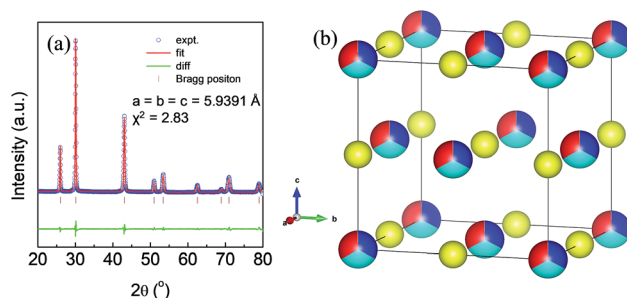 (a)
expt.
fit
diff
Bragg positon
a = b = c = 5.9391 Å
χ² = 2.83
Intensity (a.u.)
20 30 40 50 60 70 80
2θ (°)
(b)
c
a
b